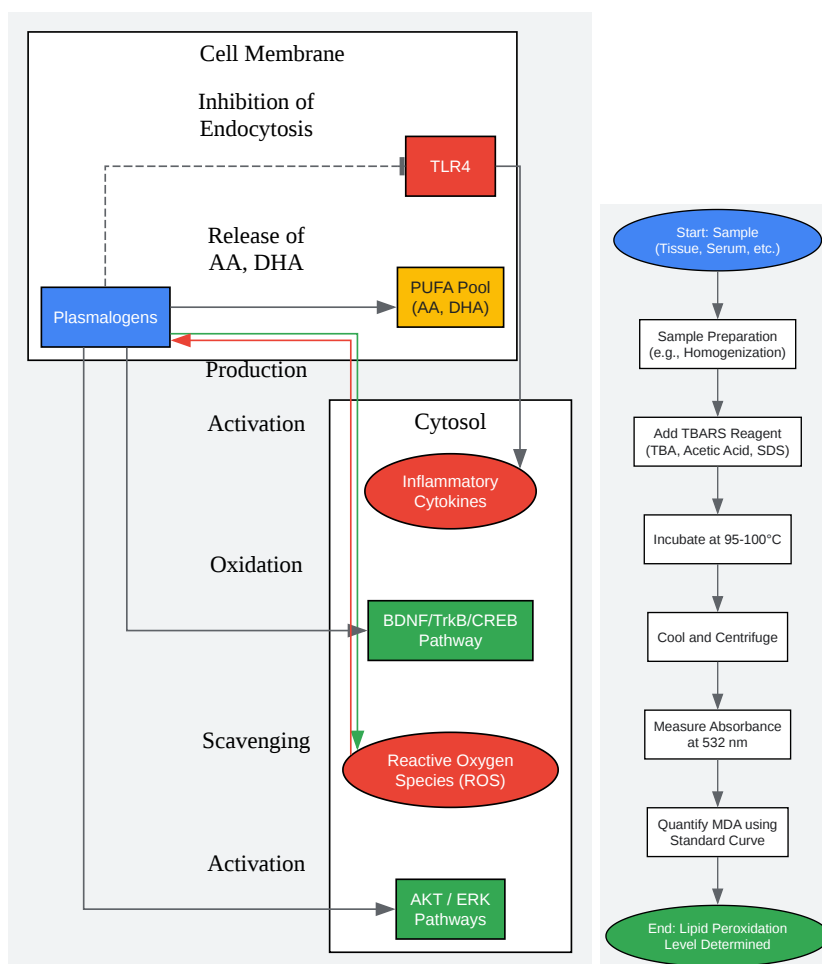 Cell Membrane
Inhibition of
Endocytosis
TLR4
Release of
AA, DHA
PUFA Pool
(AA, DHA)
Plasmalogens
Production
Activation
Cytosol
Inflammatory
Cytokines
Oxidation
BDNF/TrkB/CREB
Pathway
Scavenging
Reactive Oxygen
Species (ROS)
Activation
AKT / ERK
Pathways
Start: Sample
(Tissue, Serum, etc.)
Sample Preparation
(e.g., Homogenization)
Add TBARS Reagent
(TBA, Acetic Acid, SDS)
Incubate at 95-100°C
Cool and Centrifuge
Measure Absorbance
at 532 nm
Quantify MDA using
Standard Curve
End: Lipid Peroxidation
Level Determined